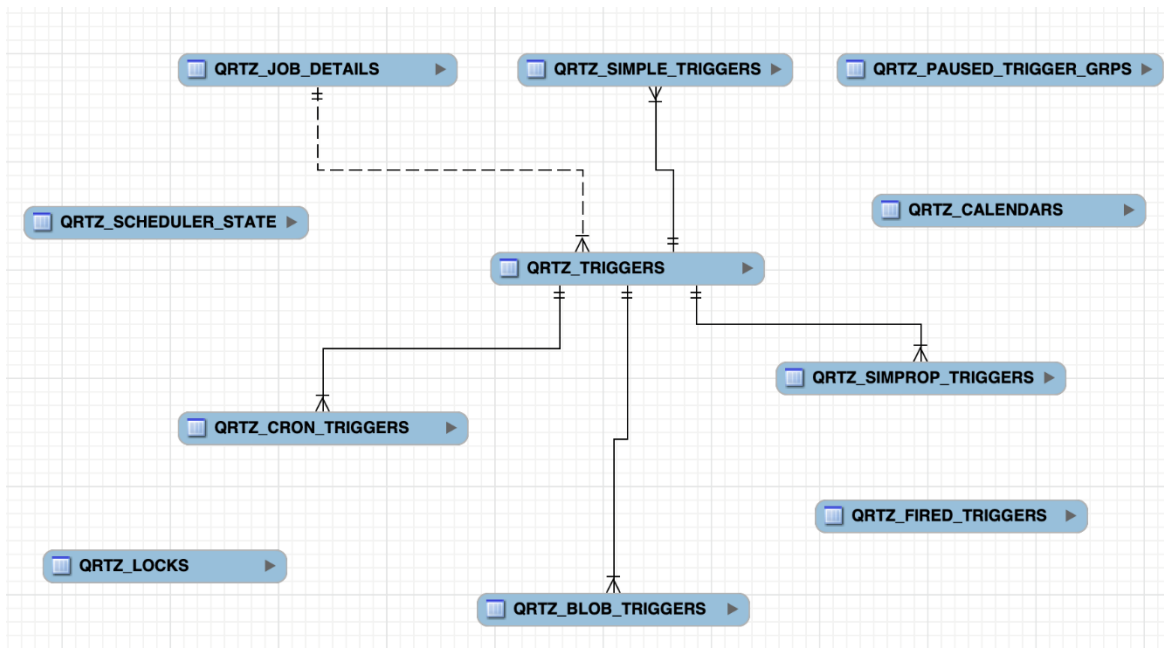 QRTZ_JOB_DETAILS
QRTZ_SIMPLE_TRIGGERS
QRTZ_PAUSED_TRIGGER_GRPS
QRTZ_SCHEDULER_STATE
QRTZ_CALENDARS
QRTZ_TRIGGERS
QRTZ_SIMPROP_TRIGGERS
QRTZ_CRON_TRIGGERS
QRTZ_FIRED_TRIGGERS
QRTZ_LOCKS
QRTZ_BLOB_TRIGGERS